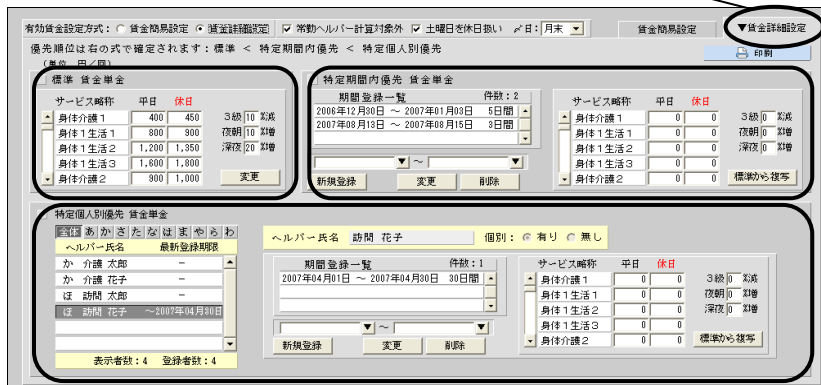 有効賃金設定方式： 賃金簡易設定 賃金詳細設定 常勤ヘルパー計算対象外 土曜日を休日扱い 〆日：月末 ▼ 賃金簡易設定 ▼賃金詳細設定
優先順位は右の式で確定されます：標準 ＜ 特定期間内優先 ＜ 特定個人別優先 印刷
(単位 円/回)
標準 賃金単金
サービス略称 平日 休日
身体介護１ 400 450 3級 10 %減
身体１生活１ 800 900 夜朝 10 %増
身体１生活２ 1,200 1,350 深夜 20 %増
身体１生活３ 1,600 1,800
身体介護２ 900 1,000 変更
特定期間内優先 賃金単金
期間登録一覧 件数：2
2006年12月30日 ～ 2007年01月03日 5日間
2007年08月13日 ～ 2007年08月15日 3日間
▼ ～ ▼
新規登録 変更 削除
サービス略称 平日 休日
身体介護１ 0 0 3級 0 %減
身体１生活１ 0 0 夜朝 0 %増
身体１生活２ 0 0 深夜 0 %増
身体１生活３ 0 0
身体介護２ 0 0 標準から複写
特定個人別優先 賃金単金
全体 あ か さ た な は ま や ら わ
ヘルパー氏名 最新登録期限
か 介護 太郎 －
か 介護 花子 －
ほ 訪問 太郎 －
ほ 訪問 花子 ～2007年04月30日
表示者数：4 登録者数：4
ヘルパー氏名 訪問 花子 個別： 有り 無し
期間登録一覧 件数：1
2007年04月01日 ～ 2007年04月30日 30日間
▼ ～ ▼
新規登録 変更 削除
サービス略称 平日 休日
身体介護１ 0 0 3級 0 %減
身体１生活１ 0 0 夜朝 0 %増
身体１生活２ 0 0 深夜 0 %増
身体１生活３ 0 0
身体介護２ 0 0 標準から複写